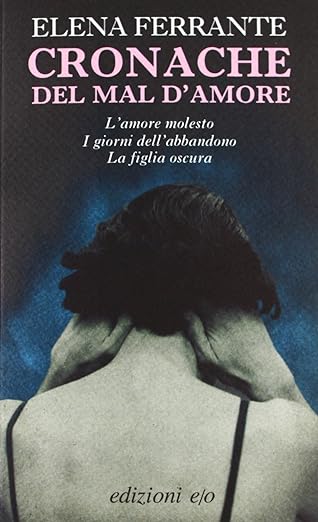 ELENA FERRANTE
CRONACHE
DEL MAL D'AMORE
L'amore molesto
I giorni dell'abbandono
La figlia oscura
edizioni e/o